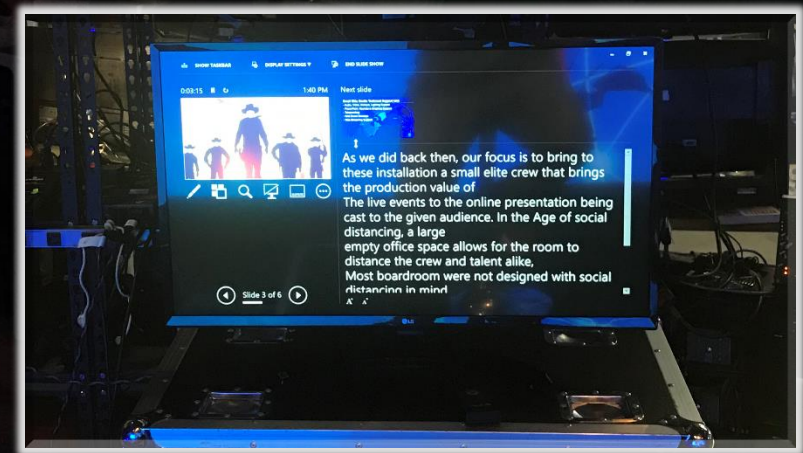 SHOW TASKBAR DISPLAY SETTINGS ▼ END SLIDE SHOW
0:03:15 1:40 PM Next slide
As we did back then, our focus is to bring to
these installation a small elite crew that brings
the production value of
The live events to the online presentation being
cast to the given audience. In the Age of social
distancing, a large
empty office space allows for the room to
distance the crew and talent alike,
Most boardroom were not designed with social
distancing in mind
Slide 3 of 6
A A
LG